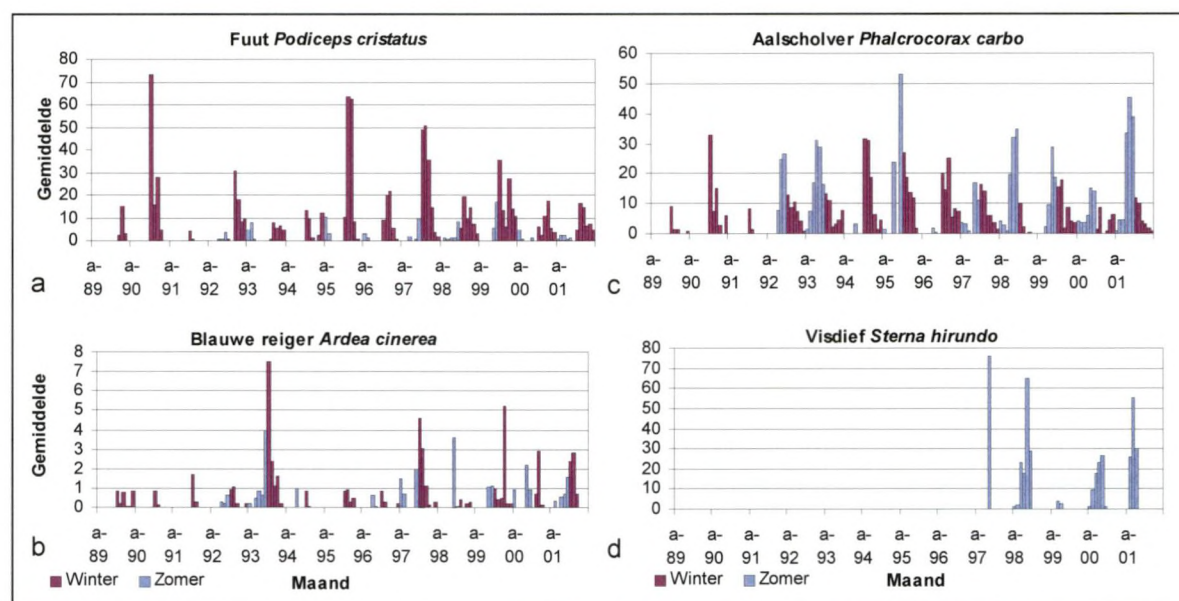 Fuut Podiceps cristatus
Gemiddelde
80
70
60
50
40
30
20
10
0
a- a- a- a- a- a- a- a- a- a- a- a- a-
89 90 91 92 93 94 95 96 97 98 99 00 01
a
Aalscholver Phalcrocorax carbo
60
50
40
30
20
10
0
a- a- a- a- a- a- a- a- a- a- a- a- a-
89 90 91 92 93 94 95 96 97 98 99 00 01
c
Blauwe reiger Ardea cinerea
Gemiddelde
8
7
6
5
4
3
2
1
0
a- a- a- a- a- a- a- a- a- a- a- a- a-
89 90 91 92 93 94 95 96 97 98 99 00 01
b
Winter Zomer Maand
Visdief Sterna hirundo
80
70
60
50
40
30
20
10
0
a- a- a- a- a- a- a- a- a- a- a- a- a-
89 90 91 92 93 94 95 96 97 98 99 00 01
d
Winter Zomer Maand